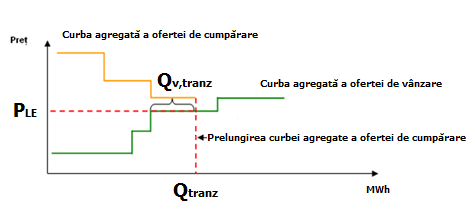 Curba agregată a ofertei de cumpărare
Preț
Qv,tranz
Curba agregată a ofertei de vânzare
PLE
Prelungirea curbei agregate a ofertei de cumpărare
Qtranz
MWh